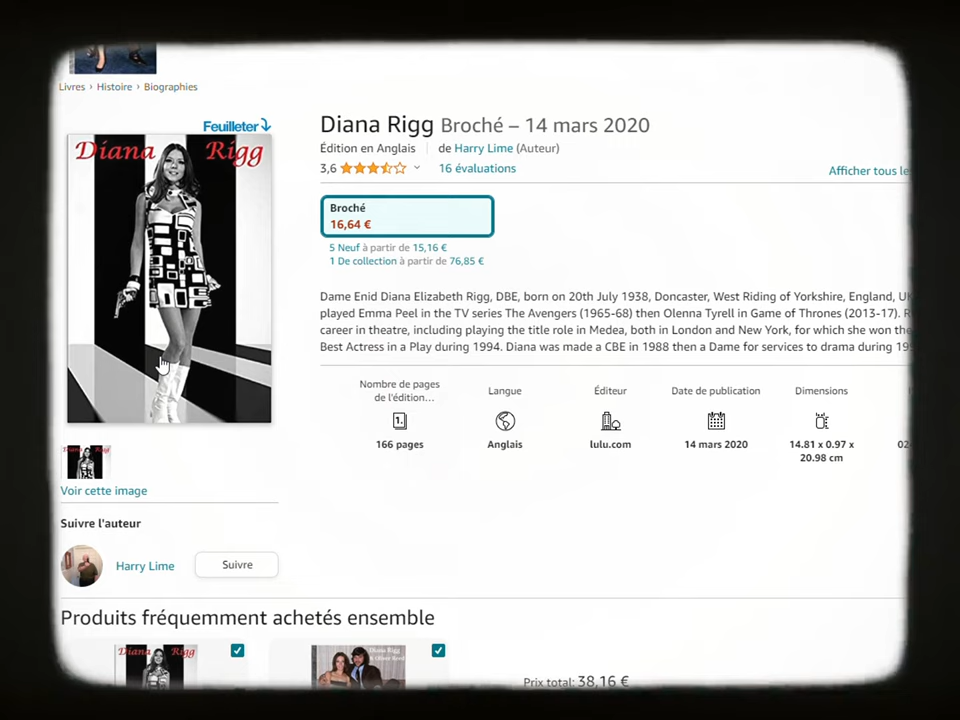 Livres › Histoire › Biographies
Feuilleter
Diana Rigg
Diana Rigg Broché – 14 mars 2020
Édition en Anglais | de Harry Lime (Auteur)
3,6 16 évaluations
Afficher tous
Broché
16,64 €
5 Neuf à partir de 15,16 €
1 De collection à partir de 76,85 €
Dame Enid Diana Elizabeth Rigg, DBE, born on 20th July 1938, Doncaster, West Riding of Yorkshire, England,
played Emma Peel in the TV series The Avengers (1965-68) then Olenna Tyrell in Game of Thrones (2013-17).
career in theatre, including playing the title role in Medea, both in London and New York, for which she won the
Best Actress in a Play during 1994. Diana was made a CBE in 1988 then a Dame for services to drama during
Nombre de pages de l'édition…
1.
166 pages
Langue
Anglais
Éditeur
lulu.com
Date de publication
14 mars 2020
Dimensions
14.81 x 0.97 x
20.98 cm
Voir cette image
Suivre l'auteur
Harry Lime
Suivre
Produits fréquemment achetés ensemble
Diana Rigg
Diana Rigg
Prix total: 38,16 €